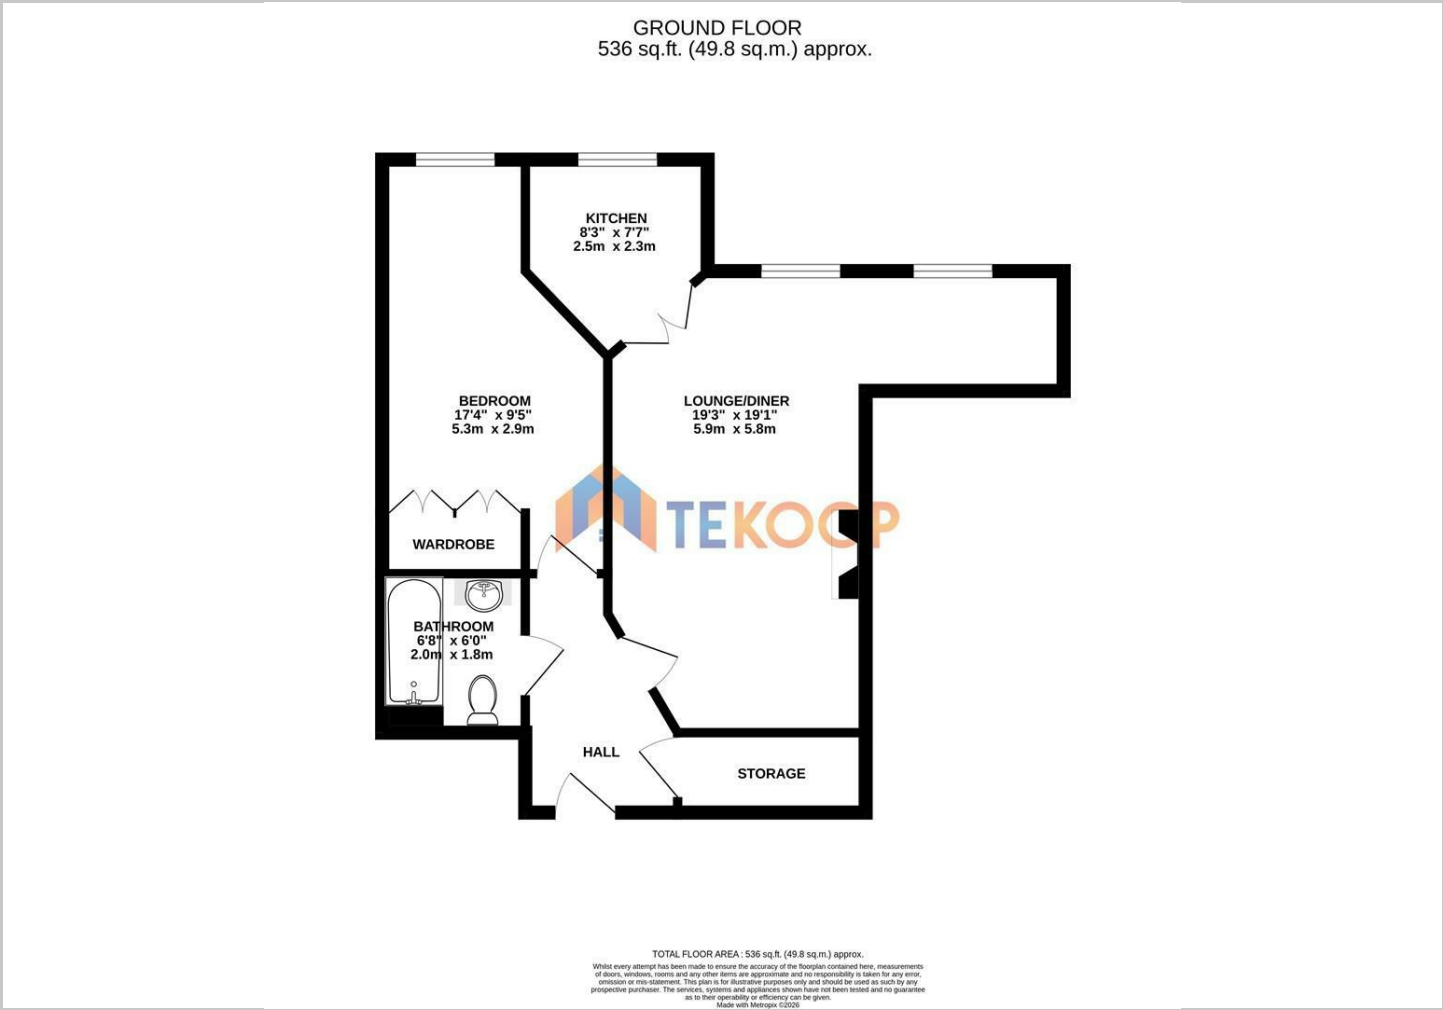 GROUND FLOOR
536 sq.ft. (49.8 sq.m.) approx.
KITCHEN
8'3" x 7'7"
2.5m x 2.3m
BEDROOM
17'4" x 9'5"
5.3m x 2.9m
LOUNGE/DINER
19'3" x 19'1"
5.9m x 5.8m
TEKOOP
WARDROBE
BATHROOM
6'8" x 6'0"
2.0m x 1.8m
HALL
STORAGE
TOTAL FLOOR AREA : 536 sq.ft. (49.8 sq.m.) approx.
Whilst every attempt has been made to ensure the accuracy of the floorplan contained here, measurements
of doors, windows, rooms and any other items are approximate and no responsibility is taken for any error,
omission or mis-statement. This plan is for illustrative purposes only and should be used as such by any
prospective purchaser. The services, systems and appliances shown have not been tested and no guarantee
as to their operability or efficiency can be given.
Made with Metropix ©2026